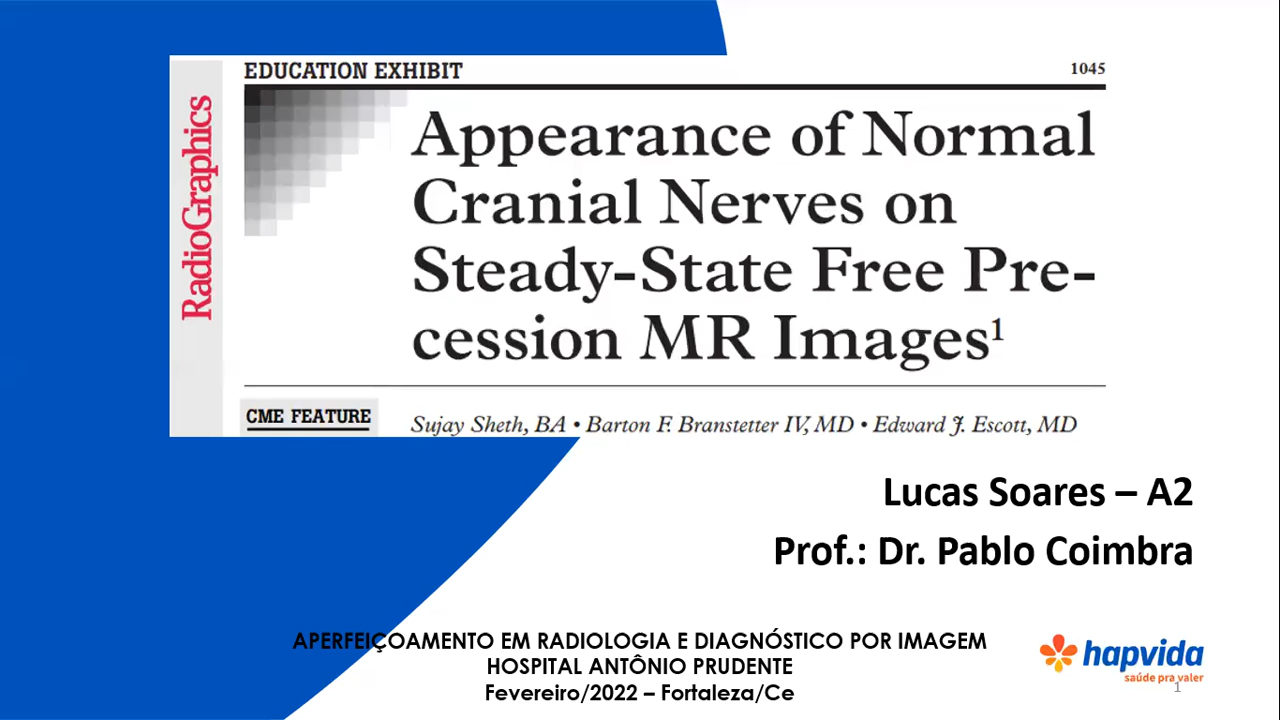 EDUCATION EXHIBIT
1045
RadioGraphics
Appearance of Normal
Cranial Nerves on
Steady-State Free Pre-
cession MR Images¹
CME FEATURE
Sujay Sheth, BA • Barton F. Branstetter IV, MD • Edward J. Escott, MD
Lucas Soares – A2
Prof.: Dr. Pablo Coimbra
APERFEIÇOAMENTO EM RADIOLOGIA E DIAGNÓSTICO POR IMAGEM
HOSPITAL ANTÔNIO PRUDENTE
Fevereiro/2022 – Fortaleza/Ce
hapvida
saúde pra valer
1